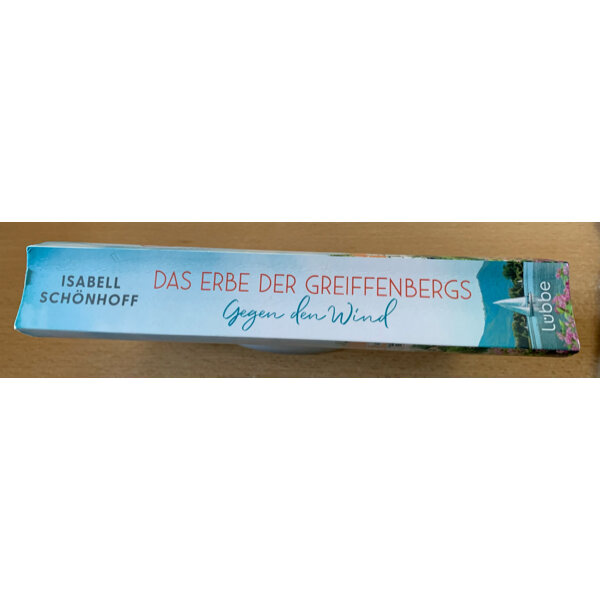 ISABELL
SCHÖNHOFF
DAS ERBE DER GREIFFENBERGS
Gegen den Wind
Lübbe